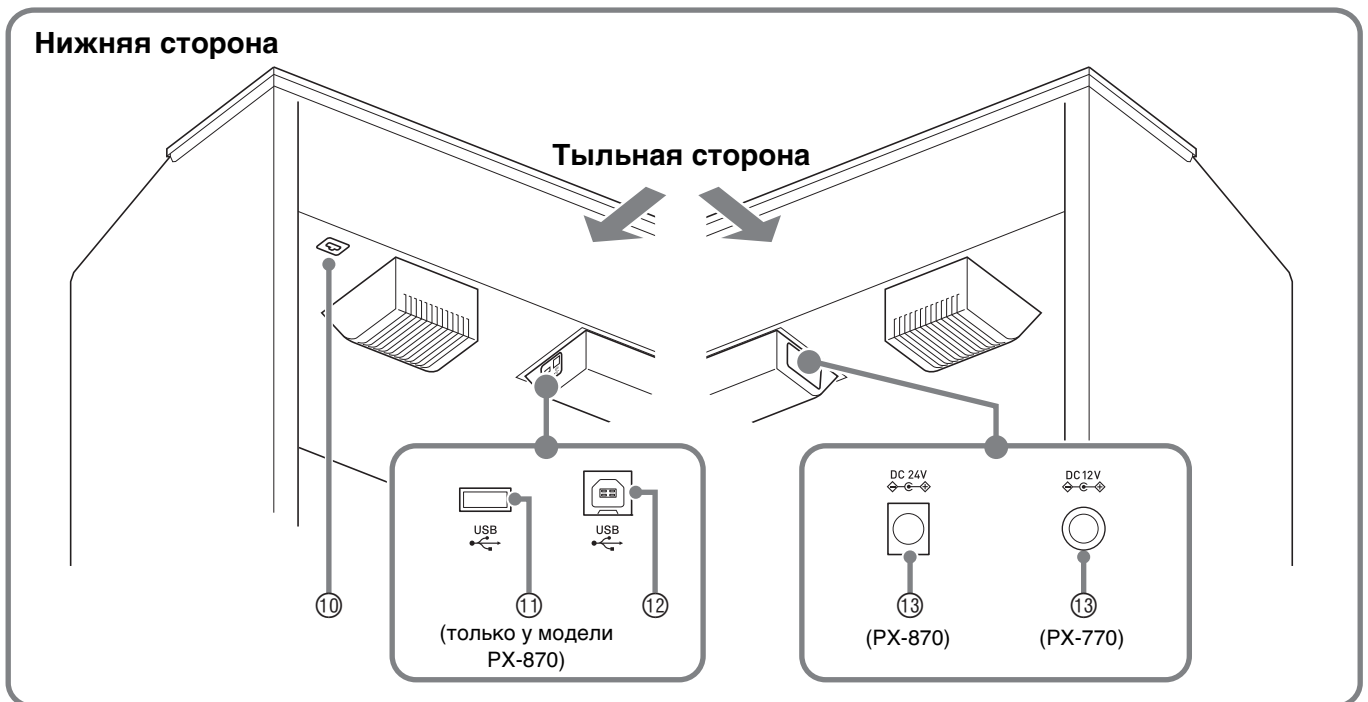 Нижняя сторона
Тыльная сторона
USB
USB
⑩
⑪
⑫
(только у модели
PX-870)
DC 24V
DC 12V
⑬
⑬
(PX-870)
(PX-770)